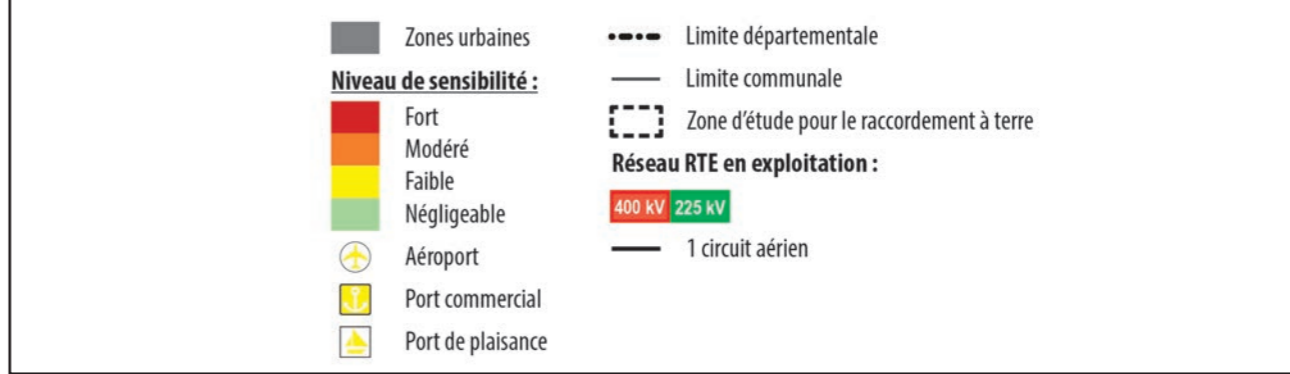 Zones urbaines
Niveau de sensibilité :
Fort
Modéré
Faible
Négligeable
Aéroport
Port commercial
Port de plaisance
Limite départementale
Limite communale
Zone d'étude pour le raccordement à terre
Réseau RTE en exploitation :
400 kV 225 kV
1 circuit aérien